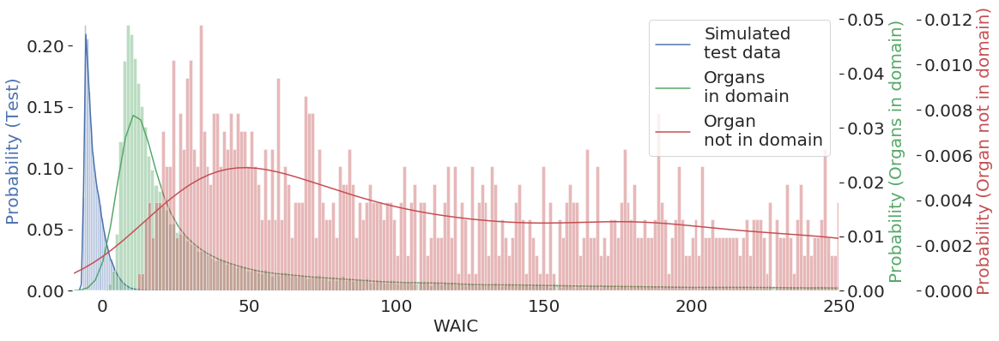 Probability (Test)
0.20
0.15
0.10
0.05
0.00
0
50
100
150
200
250
WAIC
Simulated
test data
Organs
in domain
Organ
not in domain
0.05
0.04
0.03
0.02
0.01
0.00
Probability (Organs in domain)
0.012
0.010
0.008
0.006
0.004
0.002
0.000
Probability (Organ not in domain)